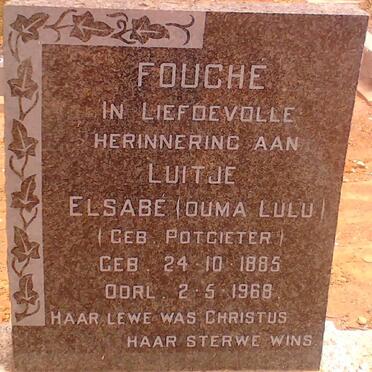 FOUCHE
IN LIEFDEVOLLE
HERINNERING AAN
LUITJE
ELSABE (OUMA LULU)
(GEB. POTGIETER)
GEB. 24-10-1885
OORL. 2-5-1968
HAAR LEWE WAS CHRISTUS
HAAR STERWE WINS